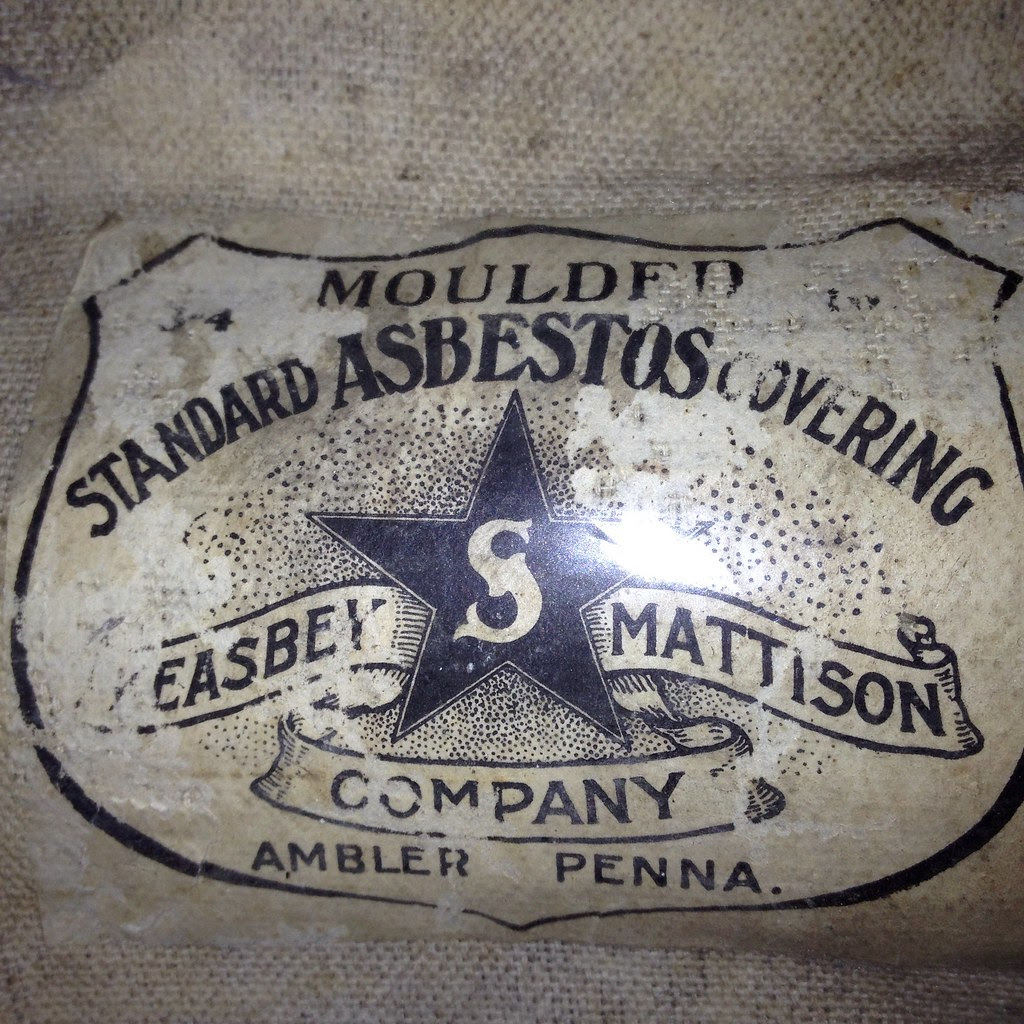 MOULDED
3-4
STANDARD ASBESTOS COVERING
S
EASBEY MATTISON
COMPANY
AMBLER PENNA.